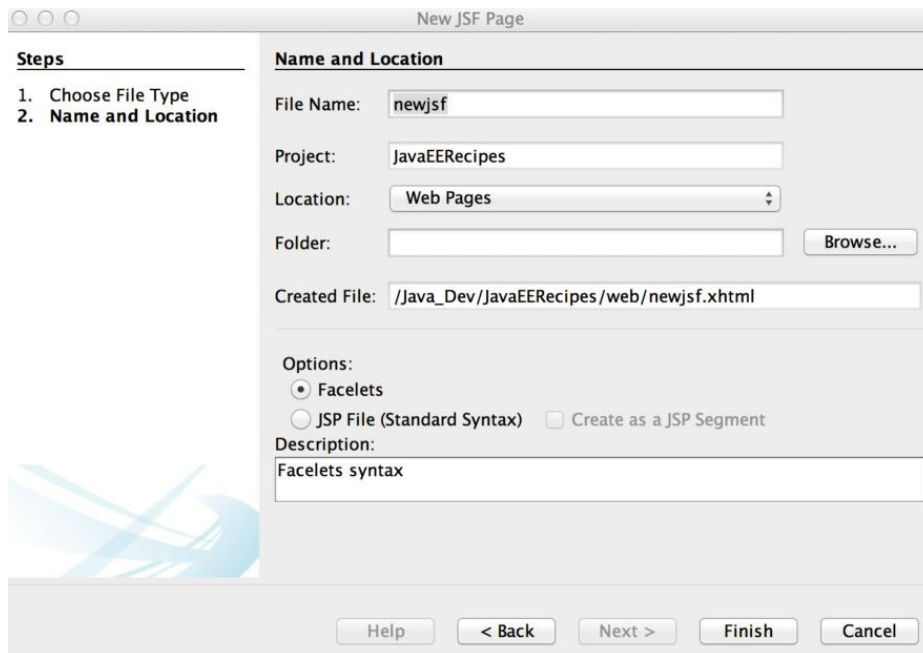 New JSF Page
Steps
1. Choose File Type
2. Name and Location
Name and Location
File Name: newjsf
Project: JavaEERecipes
Location: Web Pages
Folder: Browse...
Created File: /Java_Dev/JavaEERecipes/web/newjsf.xhtml
Options:
Facelets
JSP File (Standard Syntax) Create as a JSP Segment
Description:
Facelets syntax
Help < Back Next > Finish Cancel